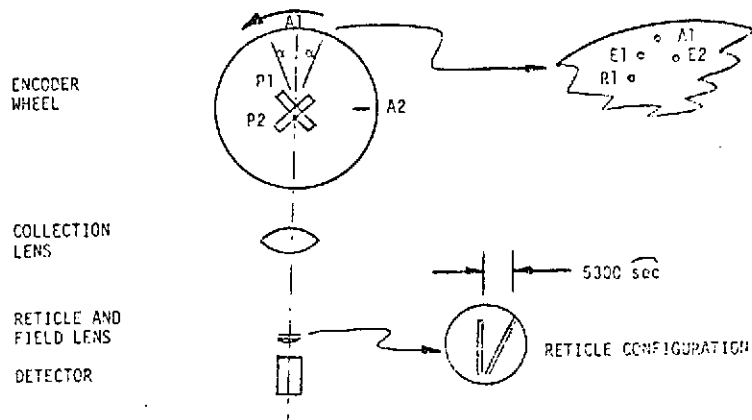 A1
α α
P1
P2
A2
ENCODER
WHEEL
A1
E1
E2
R1
COLLECTION
LENS
5300 sec
RETICLE AND
FIELD LENS
RETICLE CONFIGURATION
DETECTOR